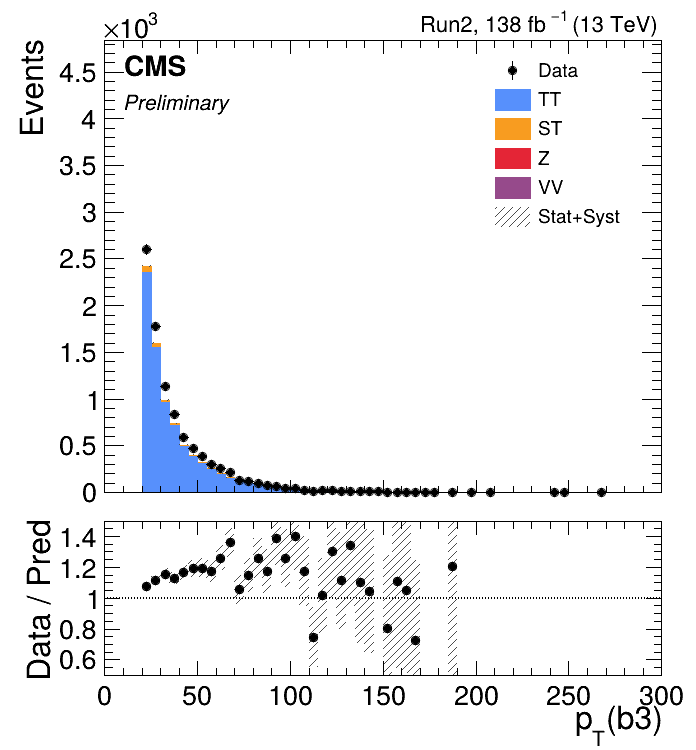 ×10³
Run2, 138 fb⁻¹ (13 TeV)
CMS
Preliminary
Events
4.5
4
3.5
3
2.5
2
1.5
1
0.5
0
Data
TT
ST
Z
VV
Stat+Syst
Data / Pred
1.4
1.2
1
0.8
0.6
0 50 100 150 200 250 300
p_T(b3)